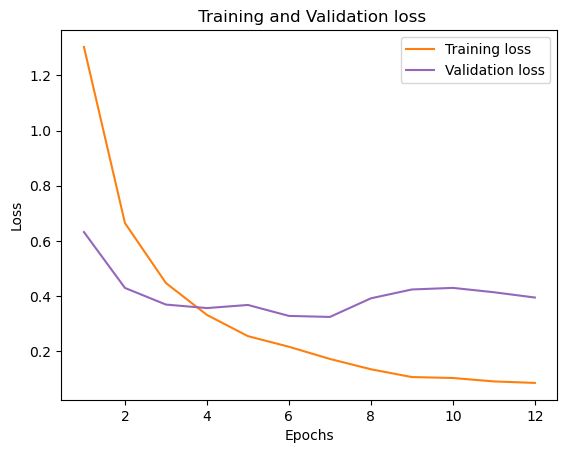 Training and Validation loss
Training loss
Validation loss
1.2
1.0
0.8
0.6
0.4
0.2
Loss
2 4 6 8 10 12
Epochs